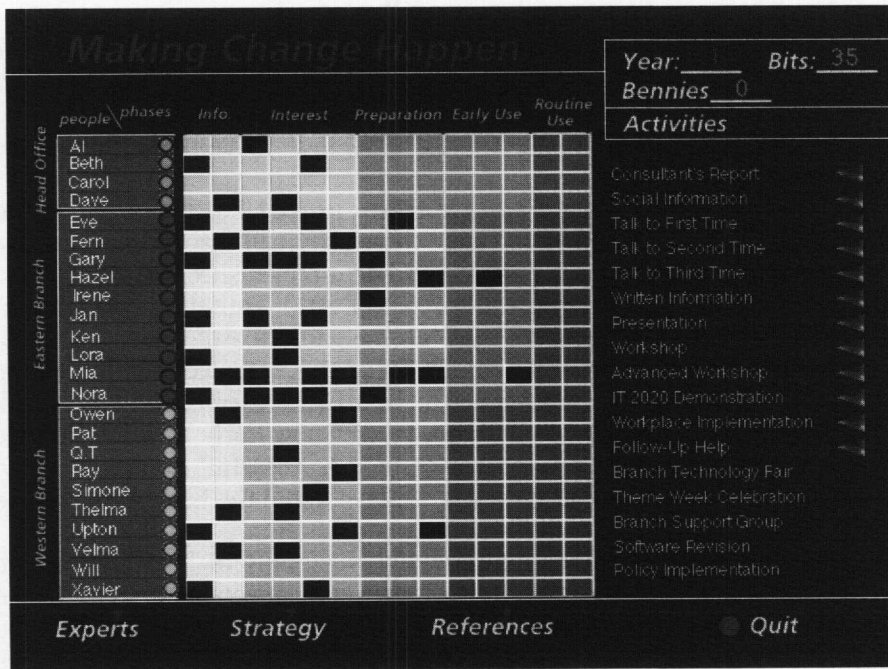 Making Change Happen
Year: 1 Bits: 35
Bennies 0
Activities
people \ phases Info. Interest Preparation Early Use Routine Use
Head Office
Al
Beth
Carol
Dave
Eastern Branch
Eve
Fern
Gary
Hazel
Irene
Jan
Ken
Lora
Mia
Nora
Western Branch
Owen
Pat
Q.T
Ray
Simone
Thelma
Upton
Velma
Will
Xavier
Consultant's Report
Social Information
Talk to First Time
Talk to Second Time
Talk to Third Time
Written Information
Presentation
Workshop
Advanced Workshop
IT 2020 Demonstration
Workplace Implementation
Follow-Up Help
Branch Technology Fair
Theme Week Celebration
Branch Support Group
Software Revision
Policy Implementation
Experts Strategy References Quit